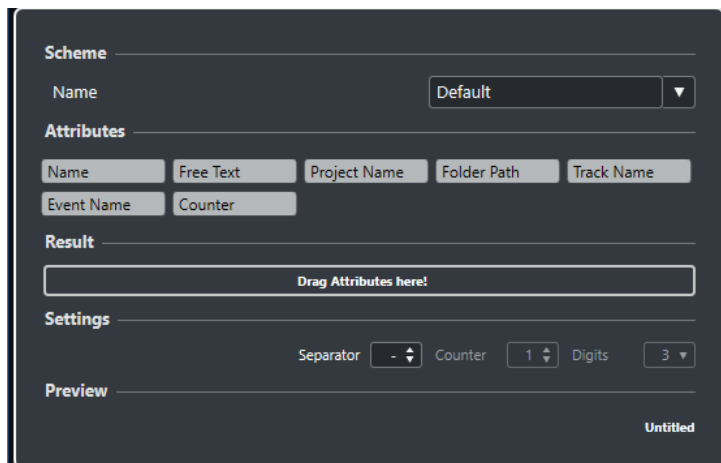 Scheme
Name Default
Attributes
Name Free Text Project Name Folder Path Track Name
Event Name Counter
Result
Drag Attributes here!
Settings
Separator - Counter 1 Digits 3
Preview
Untitled